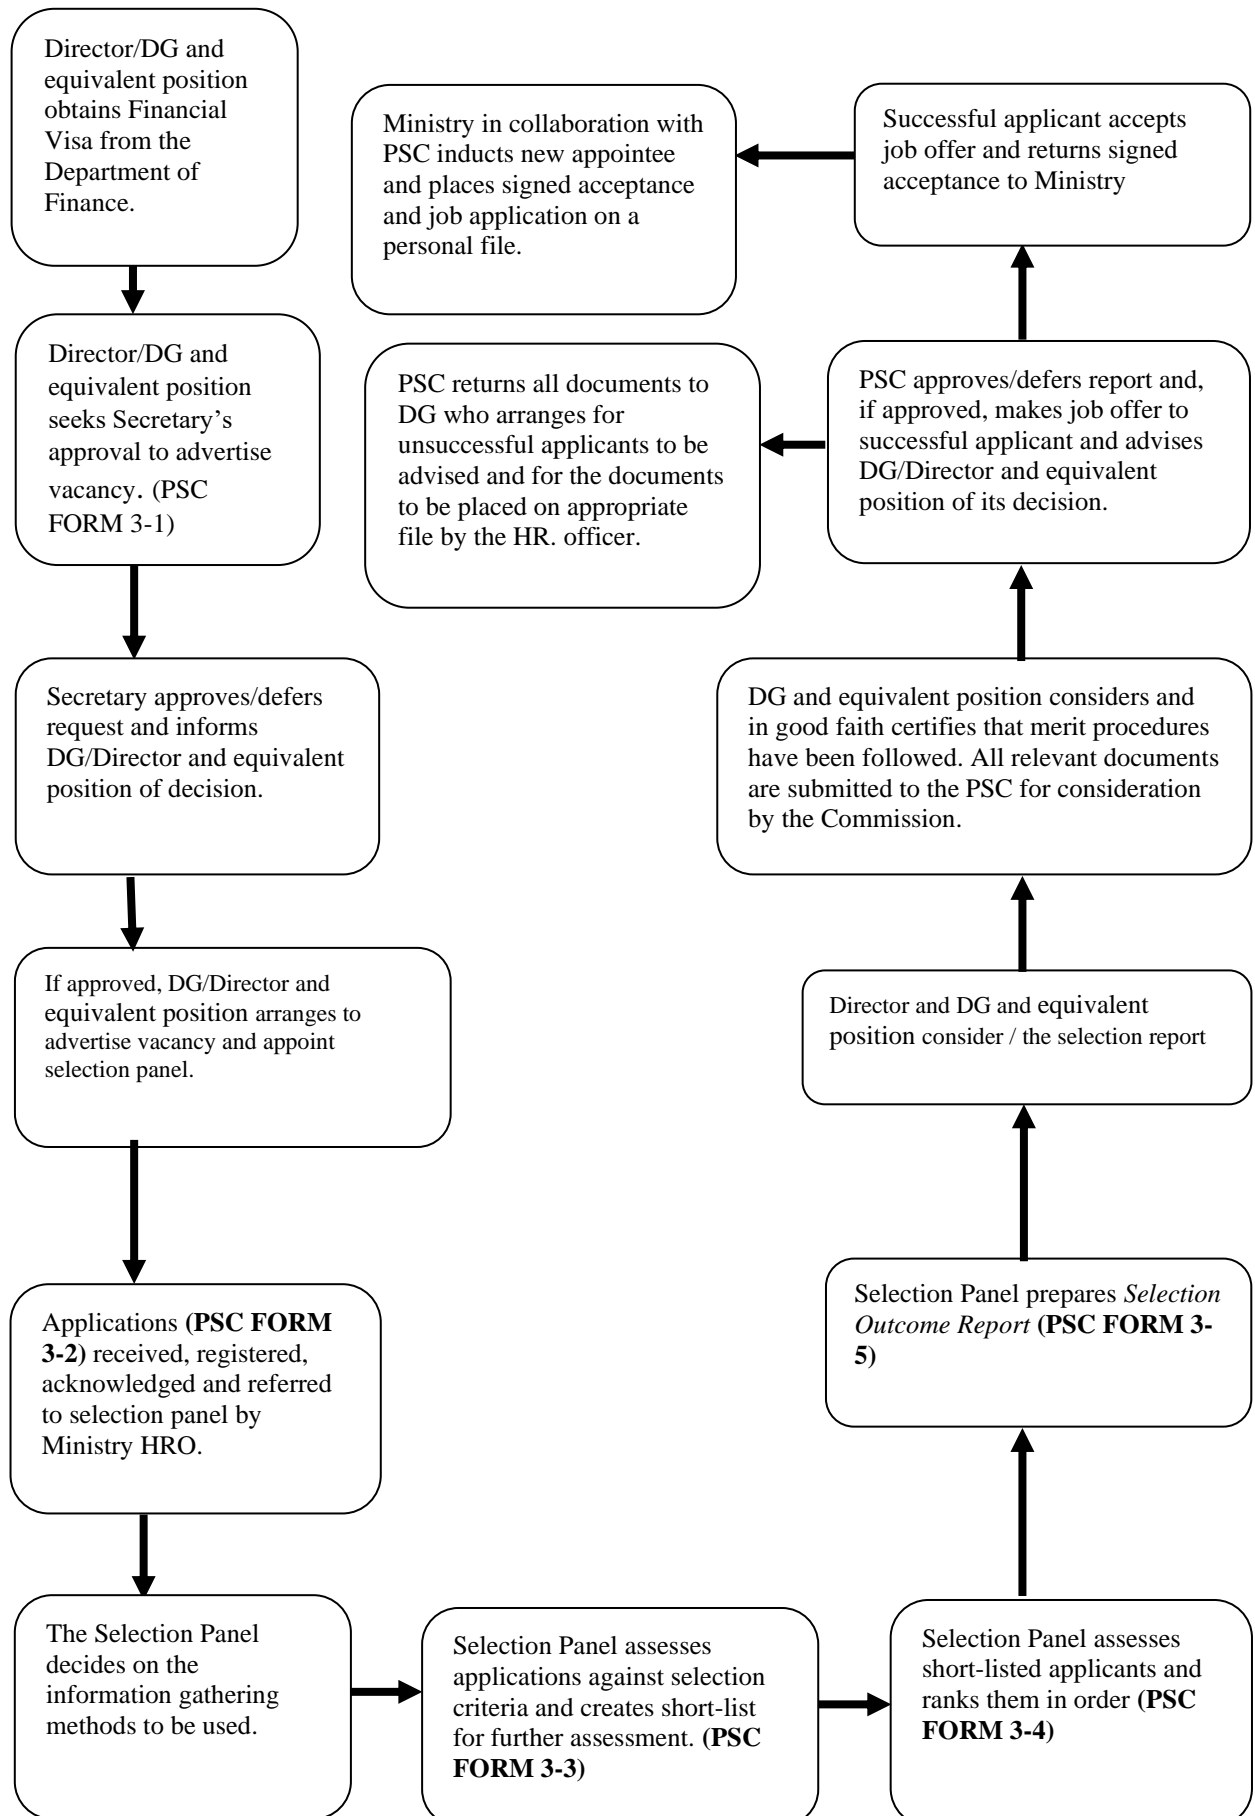 Director/DG and
equivalent position
obtains Financial
Visa from the
Department of
Finance.
Director/DG and
equivalent position
seeks Secretary’s
approval to advertise
vacancy. (PSC
FORM 3-1)
Secretary approves/defers
request and informs
DG/Director and equivalent
position of decision.
If approved, DG/Director and
equivalent position arranges to
advertise vacancy and appoint
selection panel.
Applications (PSC FORM
3-2) received, registered,
acknowledged and referred
to selection panel by
Ministry HRO.
The Selection Panel
decides on the
information gathering
methods to be used.
Selection Panel assesses
applications against selection
criteria and creates short-list
for further assessment. (PSC
FORM 3-3)
Selection Panel assesses
short-listed applicants and
ranks them in order (PSC
FORM 3-4)
Selection Panel prepares Selection
Outcome Report (PSC FORM 3-
5)
Director and DG and equivalent
position consider / the selection report
DG and equivalent position considers and
in good faith certifies that merit procedures
have been followed. All relevant documents
are submitted to the PSC for consideration
by the Commission.
PSC approves/defers report and,
if approved, makes job offer to
successful applicant and advises
DG/Director and equivalent
position of its decision.
PSC returns all documents to
DG who arranges for
unsuccessful applicants to be
advised and for the documents
to be placed on appropriate
file by the HR. officer.
Successful applicant accepts
job offer and returns signed
acceptance to Ministry
Ministry in collaboration with
PSC inducts new appointee
and places signed acceptance
and job application on a
personal file.